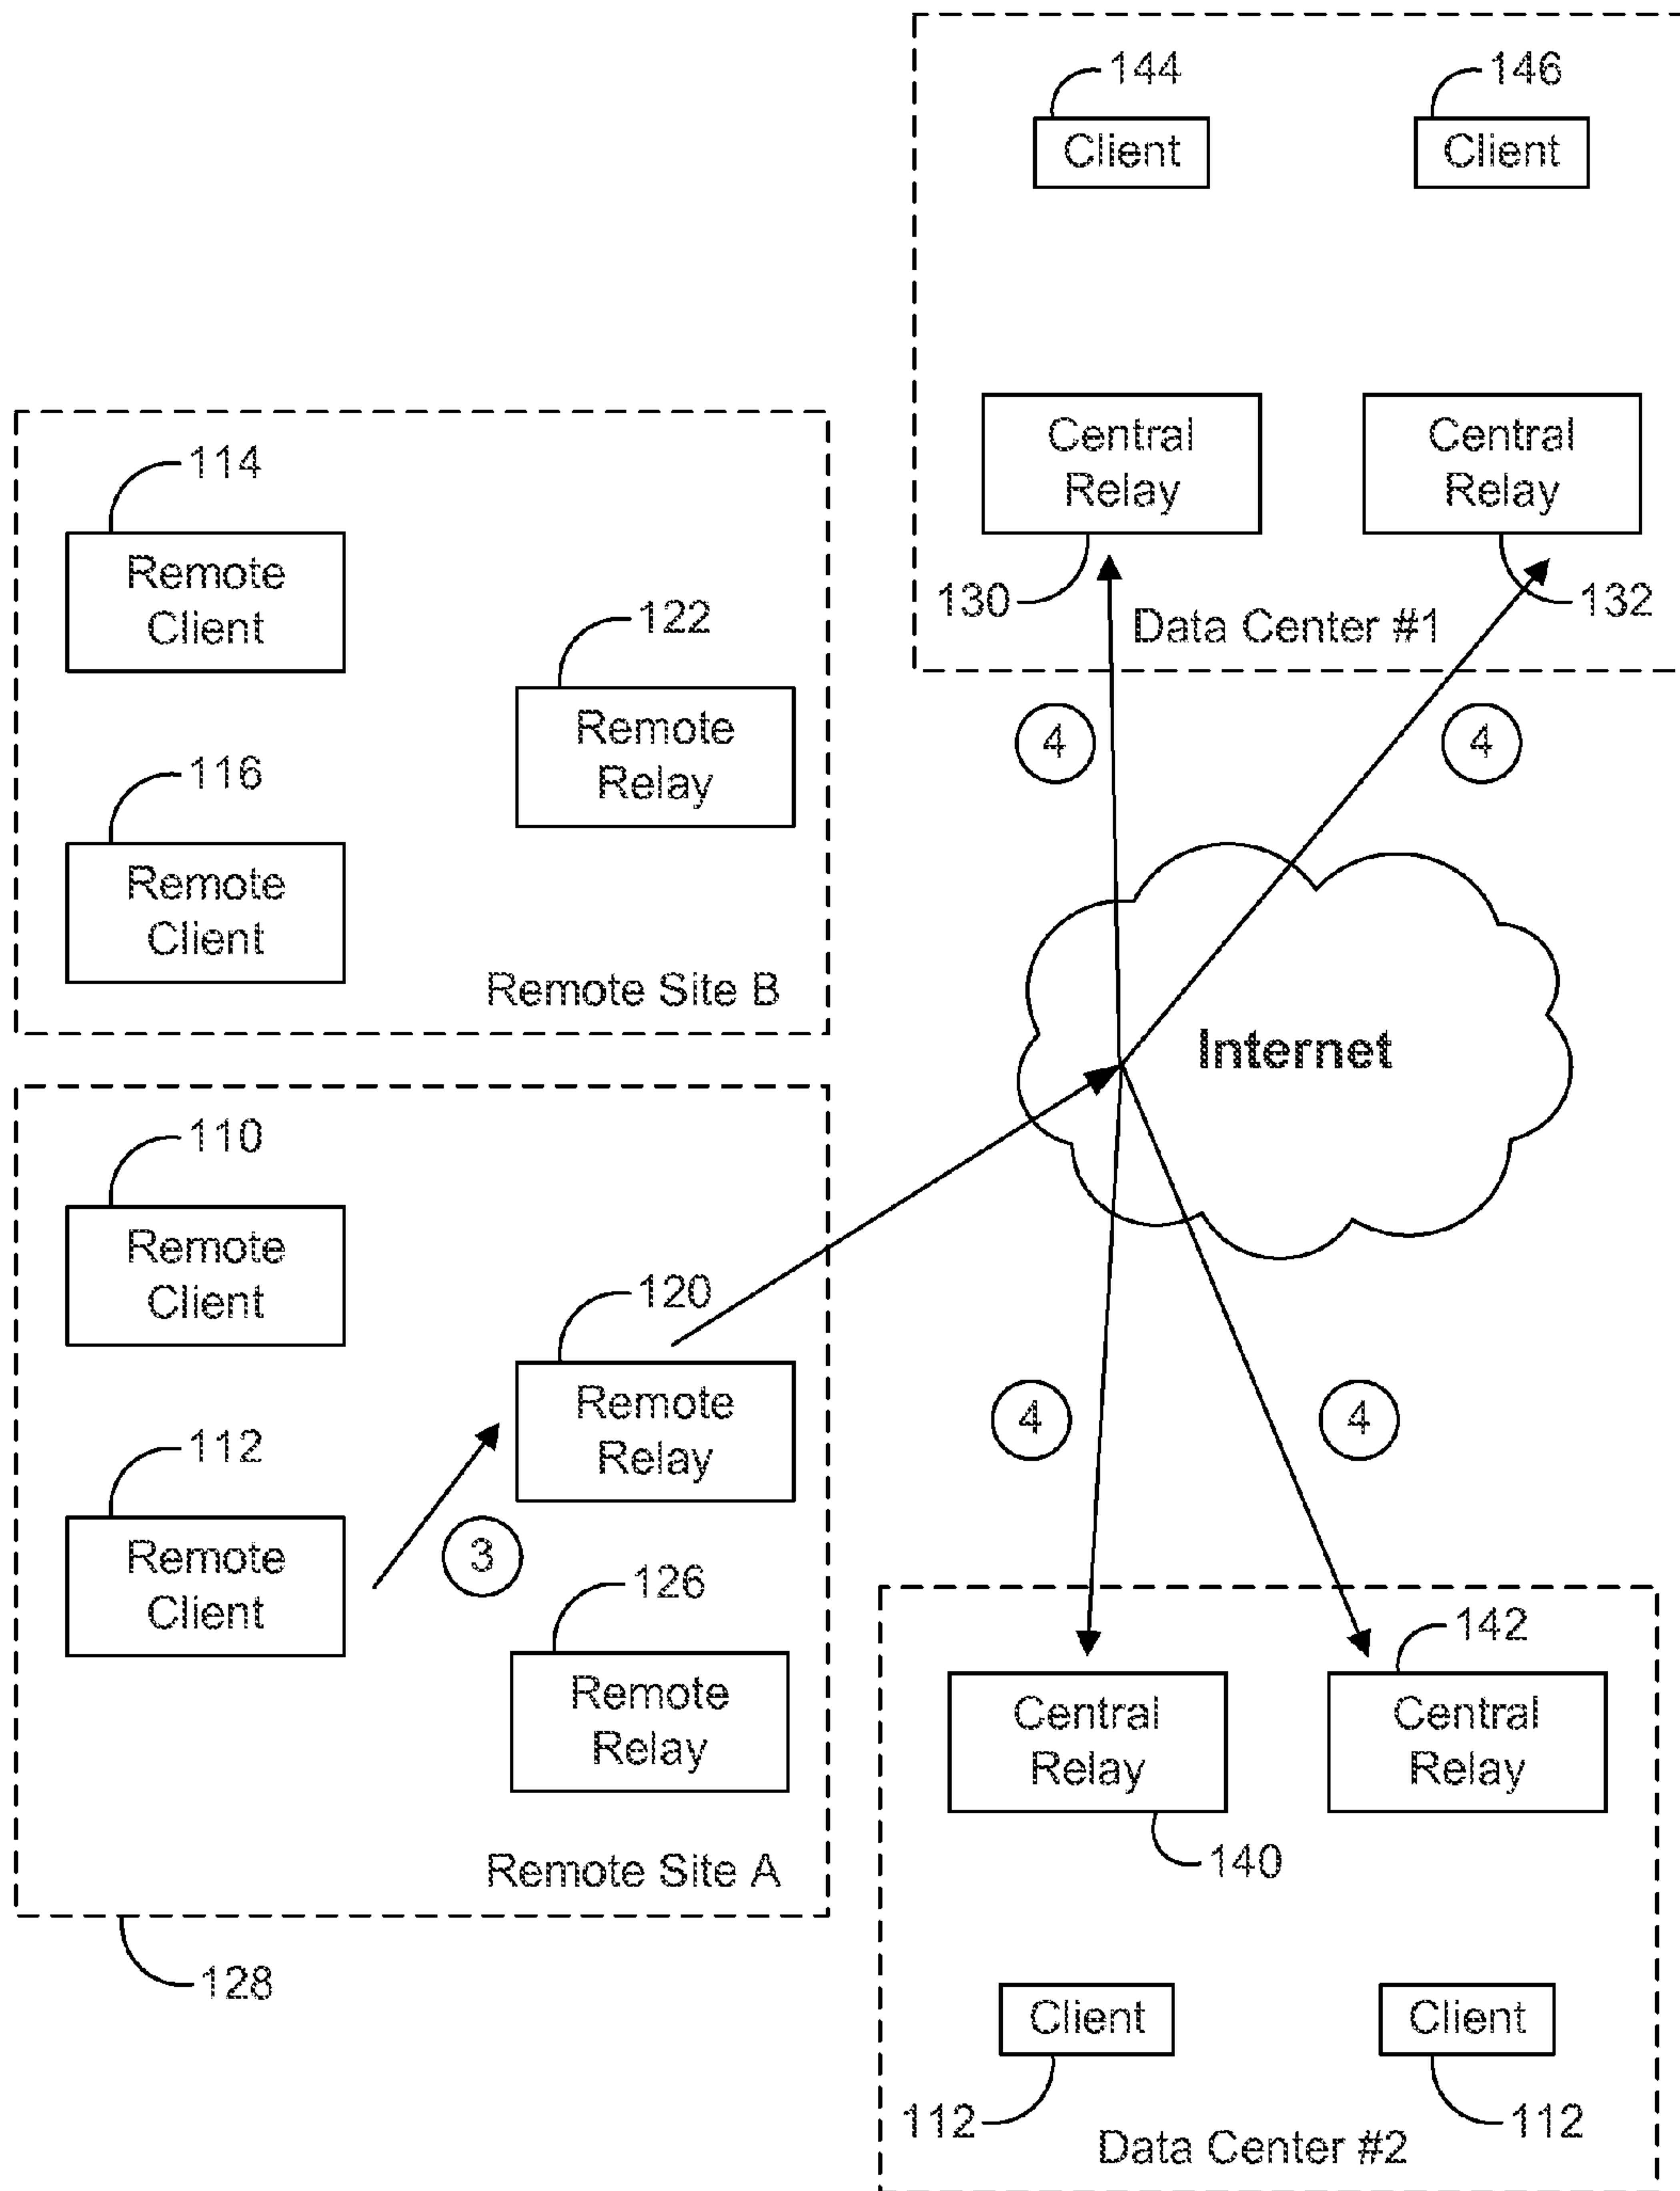 144
146
Client
Client
Central
Relay
Central
Relay
130
132
Data Center #1
114
Remote
Client
122
Remote
Relay
116
Remote
Client
Remote Site B
4
4
Internet
110
Remote
Client
120
Remote
Relay
112
Remote
Client
3
126
Remote
Relay
Remote Site A
128
4
4
142
Central
Relay
Central
Relay
140
Client
Client
112
112
Data Center #2